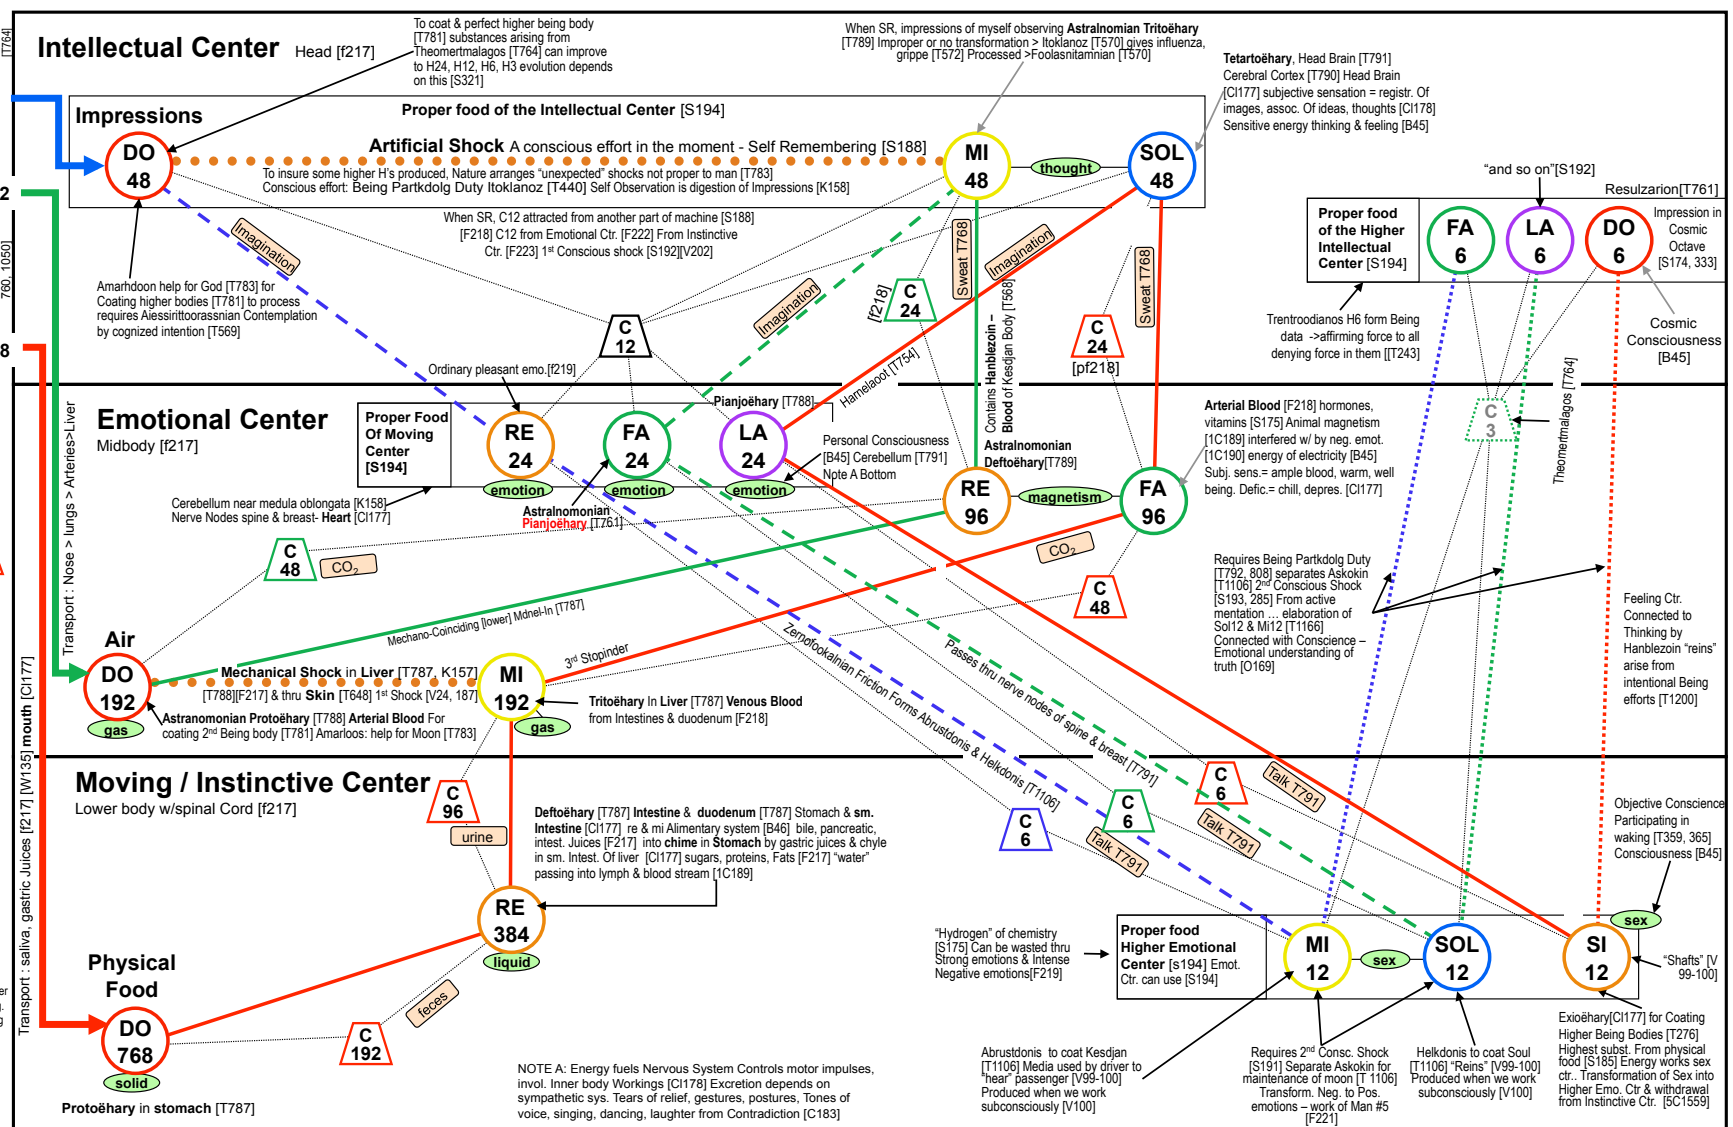 [T764]
Intellectual Center Head [f217]
To coat & perfect higher being body
[T781] substances arising from
Theomertmalagos [T764] can improve
to H24, H12, H6, H3 evolution depends
on this [S321]
When SR, impressions of myself observing Astralnomian Tritoëhary
[T789] Improper or no transformation > Itoklanoz [T570] gives influenza,
grippe [T572] Processed >Foolasnitamnian [T570]
Tetartoëhary, Head Brain [T791]
Cerebral Cortex [T790] Head Brain
[Cl177] subjective sensation = registr. Of
images, assoc. Of ideas, thoughts [Cl178]
Sensitive energy thinking & feeling [B45]
Impressions
Proper food of the Intellectual Center [S194]
DO
48
Artificial Shock A conscious effort in the moment - Self Remembering [S188]
To insure some higher H's produced, Nature arranges “unexpected” shocks not proper to man [T783]
Conscious effort: Being Partkdolg Duty Itoklanoz [T440] Self Observation is digestion of Impressions [K158]
MI
48
thought
SOL
48
2
760, 1050]
8
When SR, C12 attracted from another part of machine [S188]
[F218] C12 from Emotional Ctr. [F222] From Instinctive
Ctr. [F223] 1st Conscious shock [S192][V202]
Imagination
Imagination
Imagination
Sweat T768
Sweat T768
Amarhdoon help for God [T783] for
Coating higher bodies [T781] to process
requires Aiessirittoorassnian Contemplation
by cognized intention [T569]
C
12
[f218]
C
24
C
24
[pf218]
Contains Hanblezoin –
Blood of Kesdjan Body [T568]
Harnelaoot [T754]
“and so on”[S192]
Resulzarion[T761]
Proper food
of the Higher
Intellectual
Center [S194]
FA
6
LA
6
DO
6
Impression in
Cosmic
Octave
[S174, 333]
Trentroodianos H6 form Being
data ->affirming force to all
denying force in them [[T243]
Cosmic
Consciousness
[B45]
Theomertmalagos [T764]
C
3
Ordinary pleasant emo.[f219]
Emotional Center
Midbody [f217]
Transport : Nose > lungs > Arteries>Liver
Proper Food
Of Moving
Center
[S194]
RE
24
FA
24
LA
24
emotion
emotion
emotion
Pianjoëhary [T788]
Personal Consciousness
[B45] Cerebellum [T791]
Note A Bottom
Astralnomonian
Deftoëhary[T789]
RE
96
magnetism
FA
96
Arterial Blood [F218] hormones,
vitamins [S175] Animal magnetism
[1C189] interfered w/ by neg. emot.
[1C190] energy of electricity [B45]
Subj. sens.= ample blood, warm, well
being. Defic.= chill, depres. [Cl177]
Cerebellum near medula oblongata [K158]
Nerve Nodes spine & breast- Heart [Cl177]
Astralnomonian
Pianjoëhary [T761]
C
48
CO2
CO2
C
48
Mechano-Coinciding [lower] Mdnel-In [T787]
3rd Stopinder
Air
DO
192
gas
Mechanical Shock in Liver [T787, K157]
[T788][F217] & thru Skin [T648] 1st Shock [V24, 187]
Astranomonian Protoëhary [T788] Arterial Blood For
coating 2nd Being body [T781] Amarloos: help for Moon [T783]
MI
192
gas
Tritoëhary In Liver [T787] Venous Blood
from Intestines & duodenum [F218]
Zernofookalnian Friction Forms Abrustdonis & Helkdonis [T1106]
Passes thru nerve nodes of spine & breast [T791]
Requires Being Partkdolg Duty
[T792, 808] separates Askokin
[T1106] 2nd Conscious Shock
[S193, 285] From active
mentation … elaboration of
Sol12 & Mi12 [T1166]
Connected with Conscience –
Emotional understanding of
truth [O169]
Feeling Ctr.
Connected to
Thinking by
Hanblezoin “reins”
arise from
intentional Being
efforts [T1200]
Moving / Instinctive Center
Lower body w/spinal Cord [f217]
Transport : saliva, gastric Juices [f217] [W135] mouth [Cl177]
C
96
urine
Deftoëhary [T787] Intestine & duodenum [T787] Stomach & sm.
Intestine [Cl177] re & mi Alimentary system [B46] bile, pancreatic,
intest. Juices [F217] into chime in Stomach by gastric juices & chyle
in sm. Intest. Of liver [Cl177] sugars, proteins, Fats [F217] “water”
passing into lymph & blood stream [1C189]
C
6
C
6
C
6
Talk T791
Talk T791
Talk T791
Objective Conscience
Participating in
waking [T359, 365]
Consciousness [B45]
RE
384
liquid
Physical
Food
DO
768
solid
Protoëhary in stomach [T787]
feces
C
192
“Hydrogen” of chemistry
[S175] Can be wasted thru
Strong emotions & Intense
Negative emotions[F219]
Proper food
Higher Emotional
Center [s194] Emot.
Ctr. can use [S194]
MI
12
sex
SOL
12
sex
SI
12
“Shafts” [V
99-100]
NOTE A: Energy fuels Nervous System Controls motor impulses,
invol. Inner body Workings [Cl178] Excretion depends on
sympathetic sys. Tears of relief, gestures, postures, Tones of
voice, singing, dancing, laughter from Contradiction [C183]
Abrustdonis to coat Kesdjan
[T1106] Media used by driver to
“hear” passenger [V99-100]
Produced when we work
subconsciously [V100]
Requires 2nd Consc. Shock
[S191] Separate Askokin for
maintenance of moon [T 1106]
Transform. Neg. to Pos.
emotions – work of Man #5
[F221]
Helkdonis to coat Soul
[T1106] “Reins” [V99-100]
Produced when we work
subconsciously [V100]
Exioëhary[Cl177] for Coating
Higher Being Bodies [T276]
Highest subst. From physical
food [S185] Energy works sex
ctr.. Transformation of Sex into
Higher Emo. Ctr & withdrawal
from Instinctive Ctr. [5C1559]